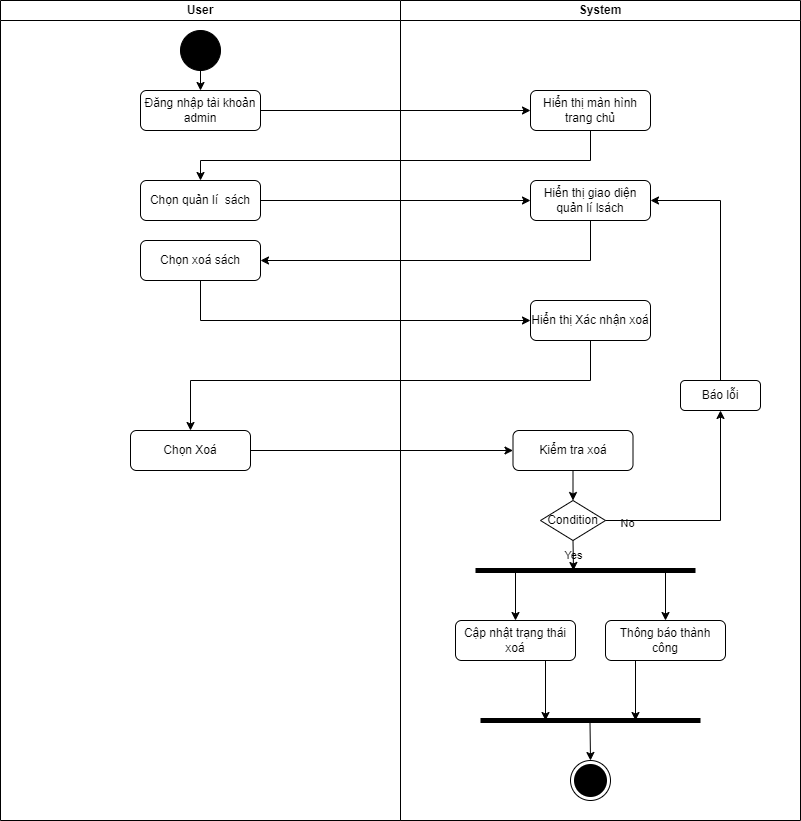 User
System
Đăng nhập tài khoản
admin
Hiển thị màn hình
trang chủ
Chọn quản lí sách
Hiển thị giao diện
quản lí lsách
Chọn xoá sách
Hiển thị Xác nhận xoá
Báo lỗi
Chọn Xoá
Kiểm tra xoá
Condition
No
Yes
Cập nhật trạng thái
xoá
Thông báo thành
công